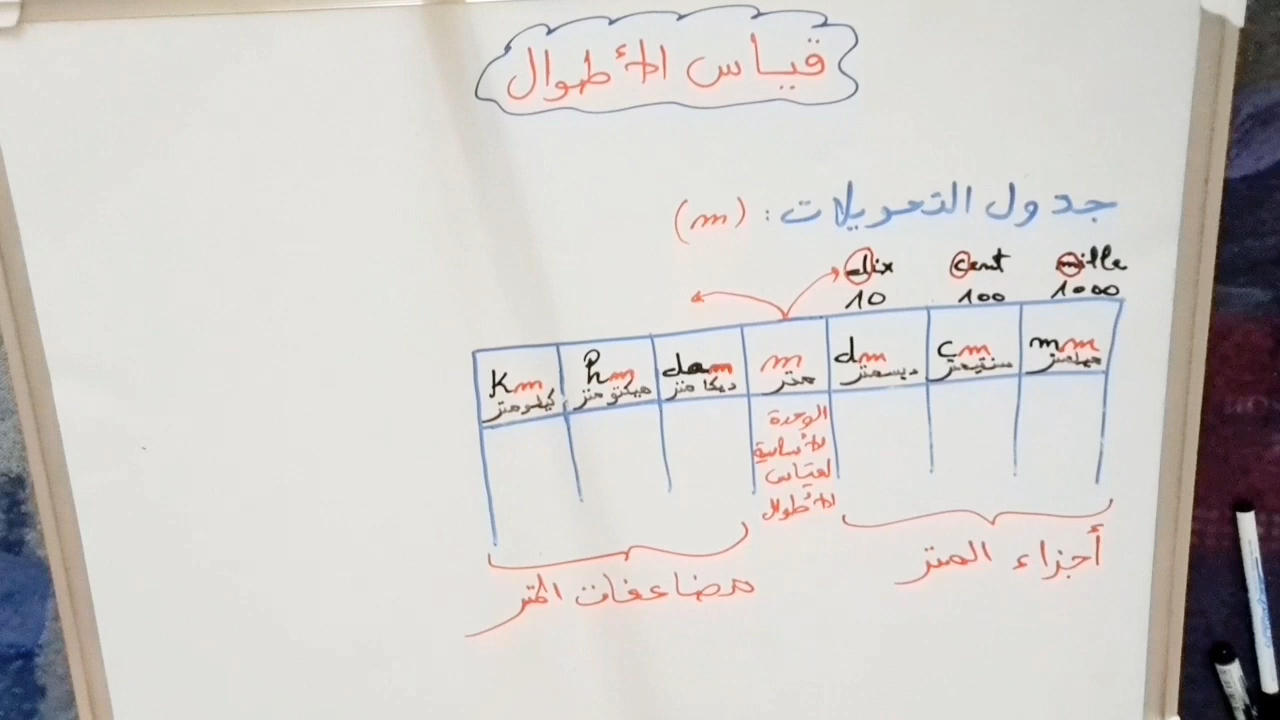 قياس الأطوال
جدول التحويلات: (m)
dix cent mille
10 100 1000
km hm dam m dm cm mm
كيلومتر هيكتومتر ديكامتر متر ديسمتر سنتيمتر ميليمتر
الوحدة
الأساسية
لقياس
الأطوال
أجزاء المتر
مضاعفات المتر